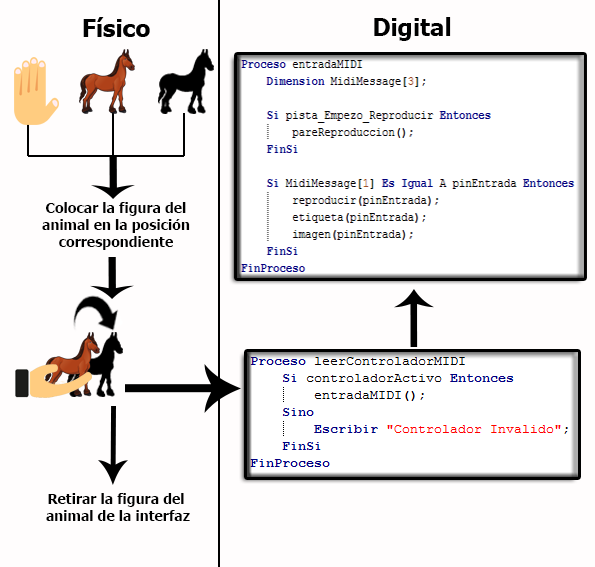 Físico
Colocar la figura del
animal en la posición
correspondiente
Retirar la figura del
animal de la interfaz
Digital
Proceso entradaMIDI
Dimension MidiMessage[3];
Si pista_Empezo_Reproducir Entonces
pareReproduccion();
FinSi
Si MidiMessage[1] Es Igual A pinEntrada Entonces
reproducir(pinEntrada);
etiqueta(pinEntrada);
imagen(pinEntrada);
FinSi
FinProceso
Proceso leerControladorMIDI
Si controladorActivo Entonces
entradaMIDI();
Sino
Escribir "Controlador Invalido";
FinSi
FinProceso